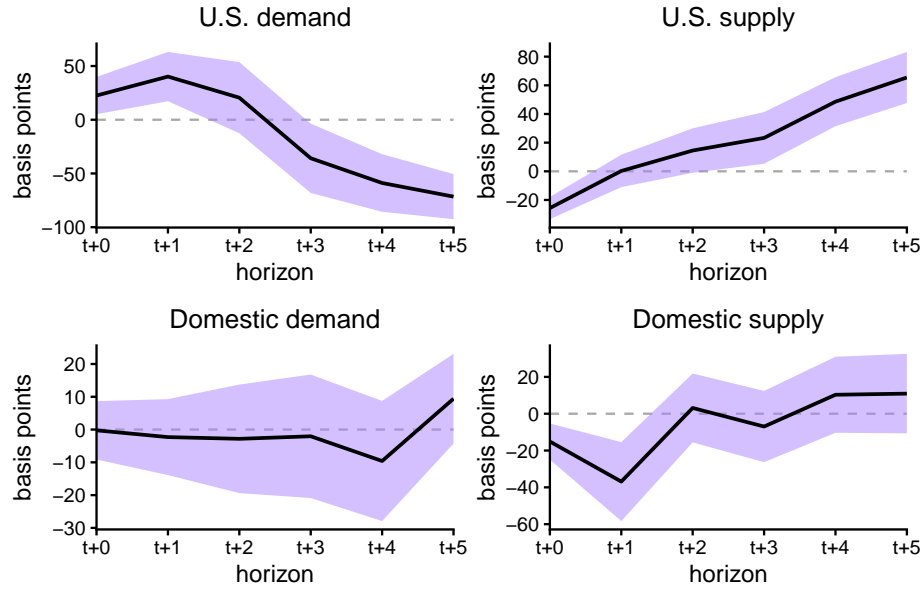 U.S. demand
basis points
50
0
−50
−100
t+0 t+1 t+2 t+3 t+4 t+5
horizon
U.S. supply
basis points
80
60
40
20
0
−20
t+0 t+1 t+2 t+3 t+4 t+5
horizon
Domestic demand
basis points
20
10
0
−10
−20
−30
t+0 t+1 t+2 t+3 t+4 t+5
horizon
Domestic supply
basis points
20
0
−20
−40
−60
t+0 t+1 t+2 t+3 t+4 t+5
horizon